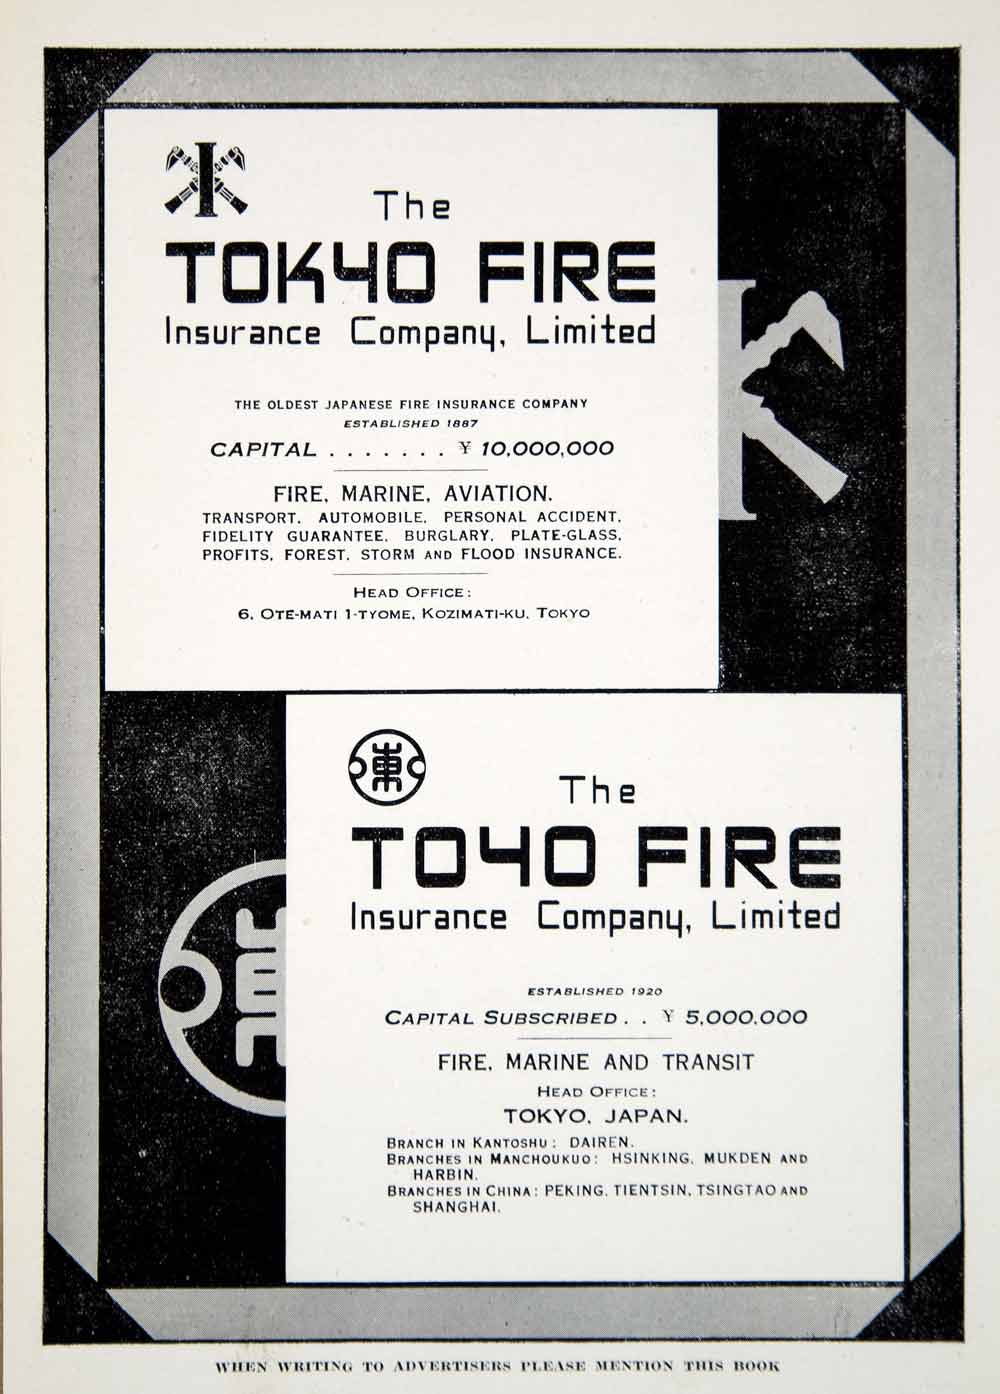 The
TOKYO FIRE
Insurance Company, Limited
THE OLDEST JAPANESE FIRE INSURANCE COMPANY
ESTABLISHED 1887
CAPITAL . . . . . . . ¥ 10,000,000
FIRE, MARINE, AVIATION,
TRANSPORT, AUTOMOBILE, PERSONAL ACCIDENT,
FIDELITY GUARANTEE, BURGLARY, PLATE-GLASS,
PROFITS, FOREST, STORM AND FLOOD INSURANCE.
HEAD OFFICE:
6, OTE-MATI 1-TYOME, KOZIMATI-KU, TOKYO
東
The
TOYO FIRE
Insurance Company, Limited
ESTABLISHED 1920
CAPITAL SUBSCRIBED . . ¥ 5,000,000
FIRE, MARINE AND TRANSIT
HEAD OFFICE:
TOKYO, JAPAN.
BRANCH IN KANTOSHU: DAIREN.
BRANCHES IN MANCHOUKUO: HSINKING, MUKDEN AND
HARBIN.
BRANCHES IN CHINA: PEKING, TIENTSIN, TSINGTAO AND
SHANGHAI.
WHEN WRITING TO ADVERTISERS PLEASE MENTION THIS BOOK